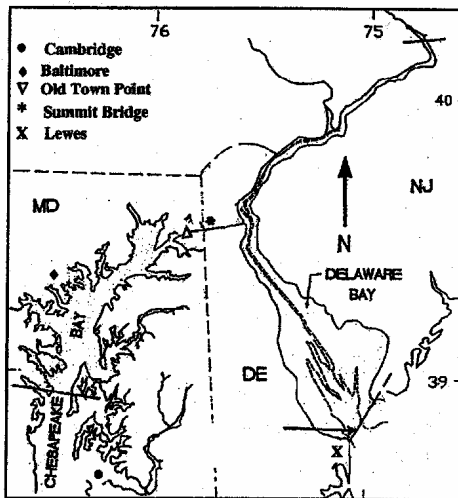 76
75
Cambridge
Baltimore
Old Town Point
Summit Bridge
Lewes
40
MD
NJ
N
DELAWARE
BAY
DE
39
CHESAPEAKE BAY